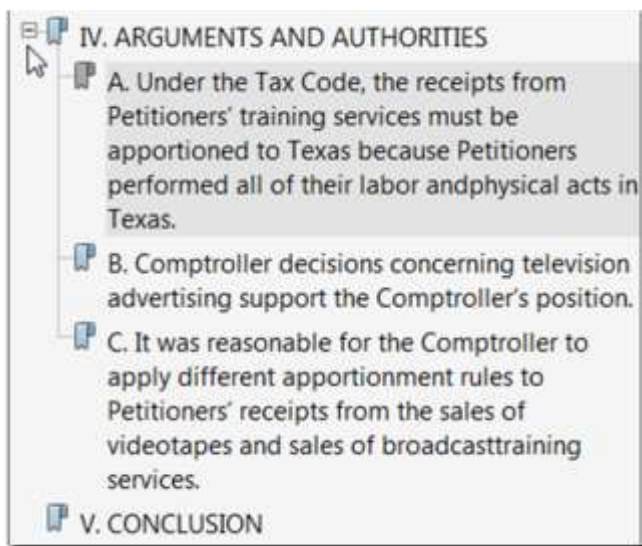 IV. ARGUMENTS AND AUTHORITIES
A. Under the Tax Code, the receipts from
Petitioners' training services must be
apportioned to Texas because Petitioners
performed all of their labor andphysical acts in
Texas.
B. Comptroller decisions concerning television
advertising support the Comptroller's position.
C. It was reasonable for the Comptroller to
apply different apportionment rules to
Petitioners' receipts from the sales of
videotapes and sales of broadcasttraining
services.
V. CONCLUSION